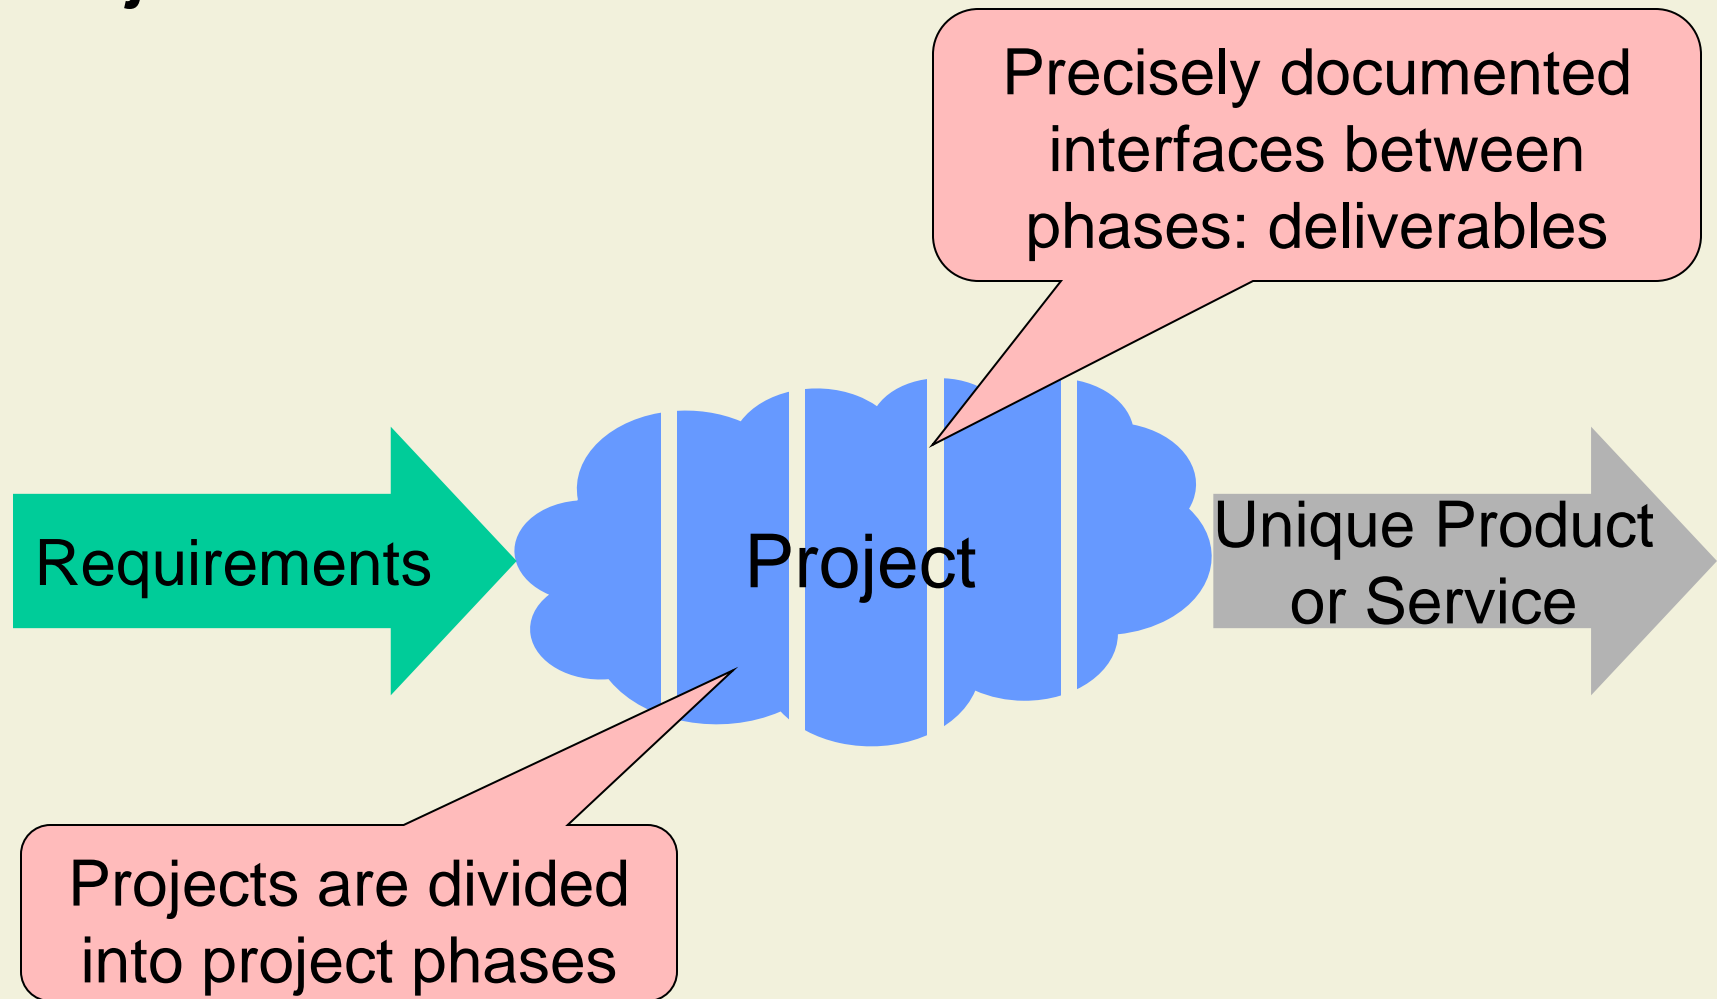 Precisely documented
interfaces between
phases: deliverables
Requirements
Project
Unique Product
or Service
Projects are divided
into project phases